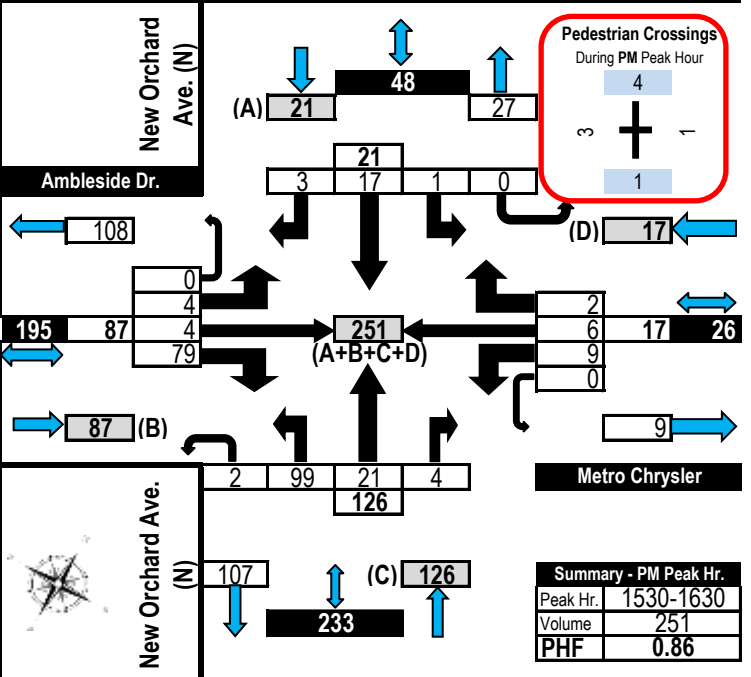 New Orchard
Ave. (N)
Ambleside Dr.
48
(A) 21
27
Pedestrian Crossings
During PM Peak Hour
4
3
1
1
21
3 17 1 0
108
(D) 17
0
4
195 87 4
79
251
(A+B+C+D)
2
6 17 26
9
0
87 (B)
9
2 99 21 4
126
Metro Chrysler
New Orchard Ave.
(N)
107
(C) 126
233
Summary - PM Peak Hr.
Peak Hr. 1530-1630
Volume 251
PHF 0.86